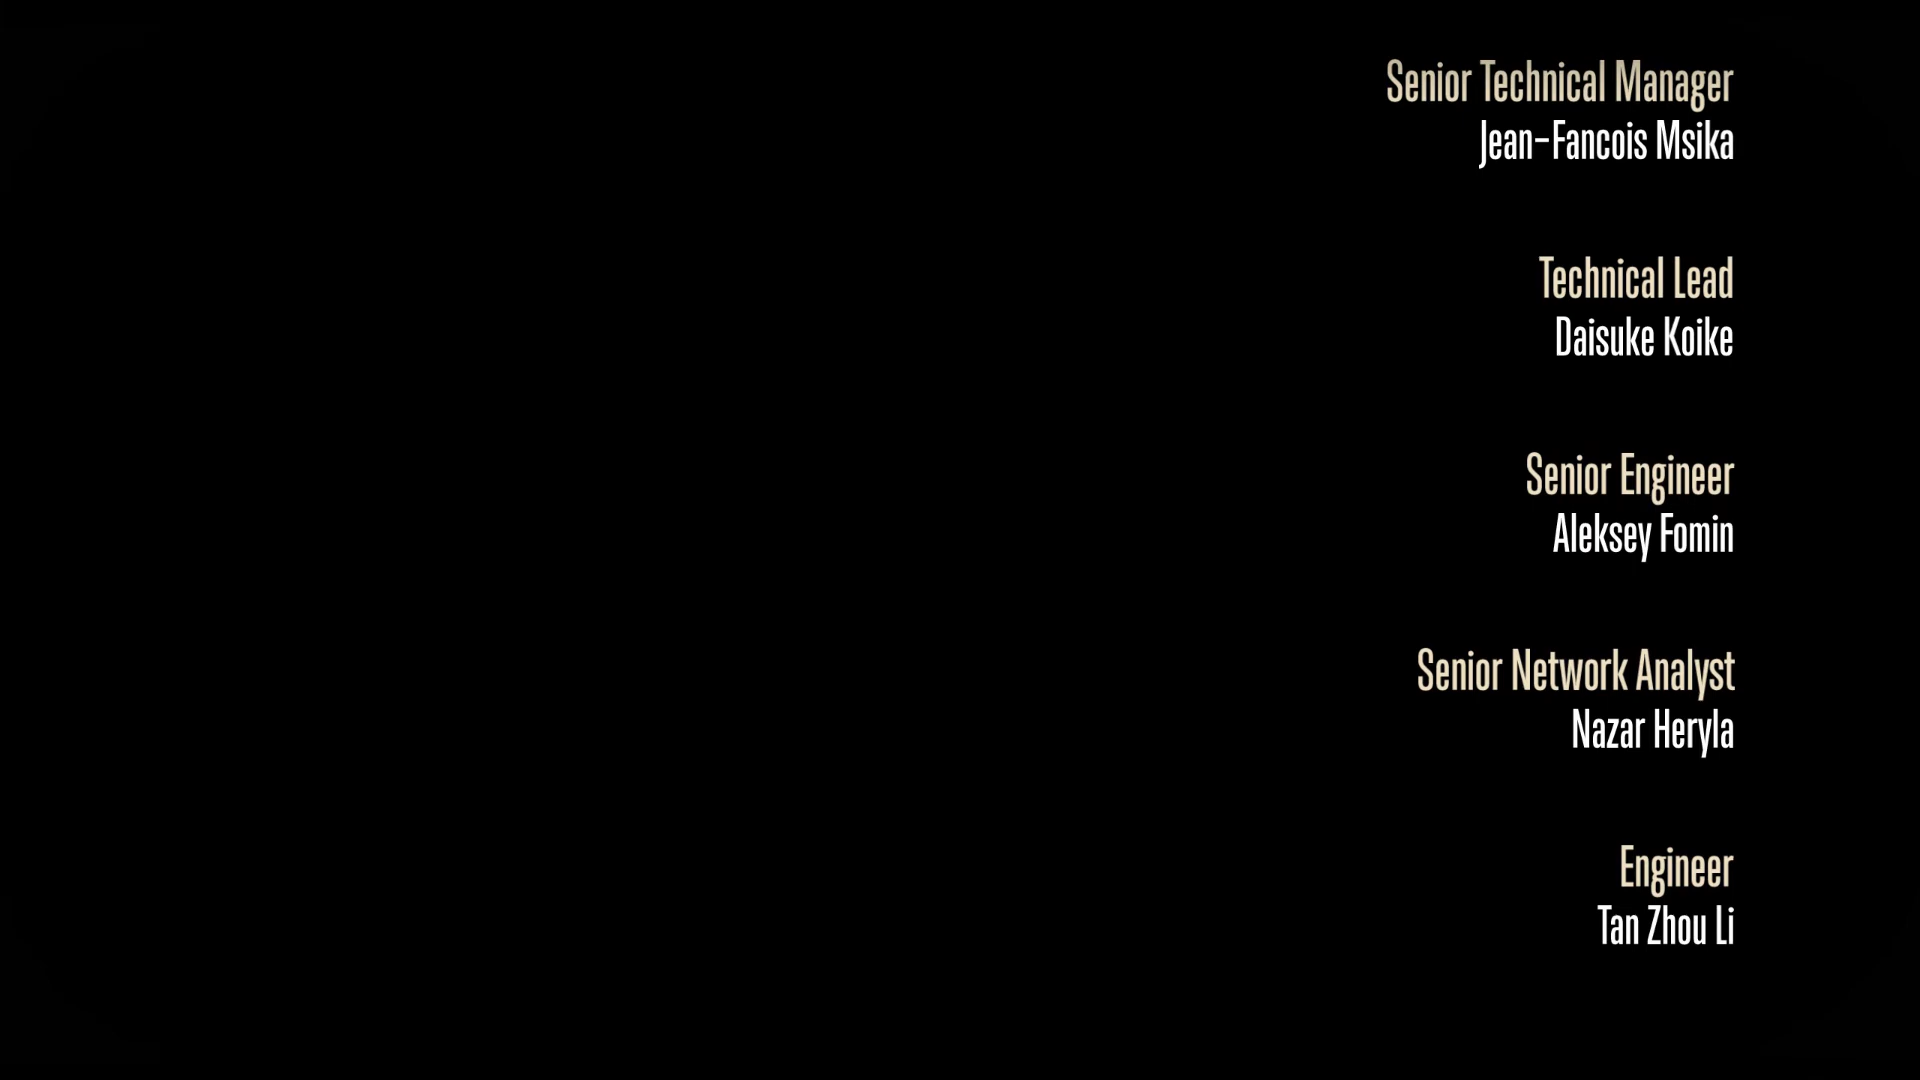 Senior Technical Manager
Jean-Fancois Msika
Technical Lead
Daisuke Koike
Senior Engineer
Aleksey Fomin
Senior Network Analyst
Nazar Heryla
Engineer
Tan Zhou Li